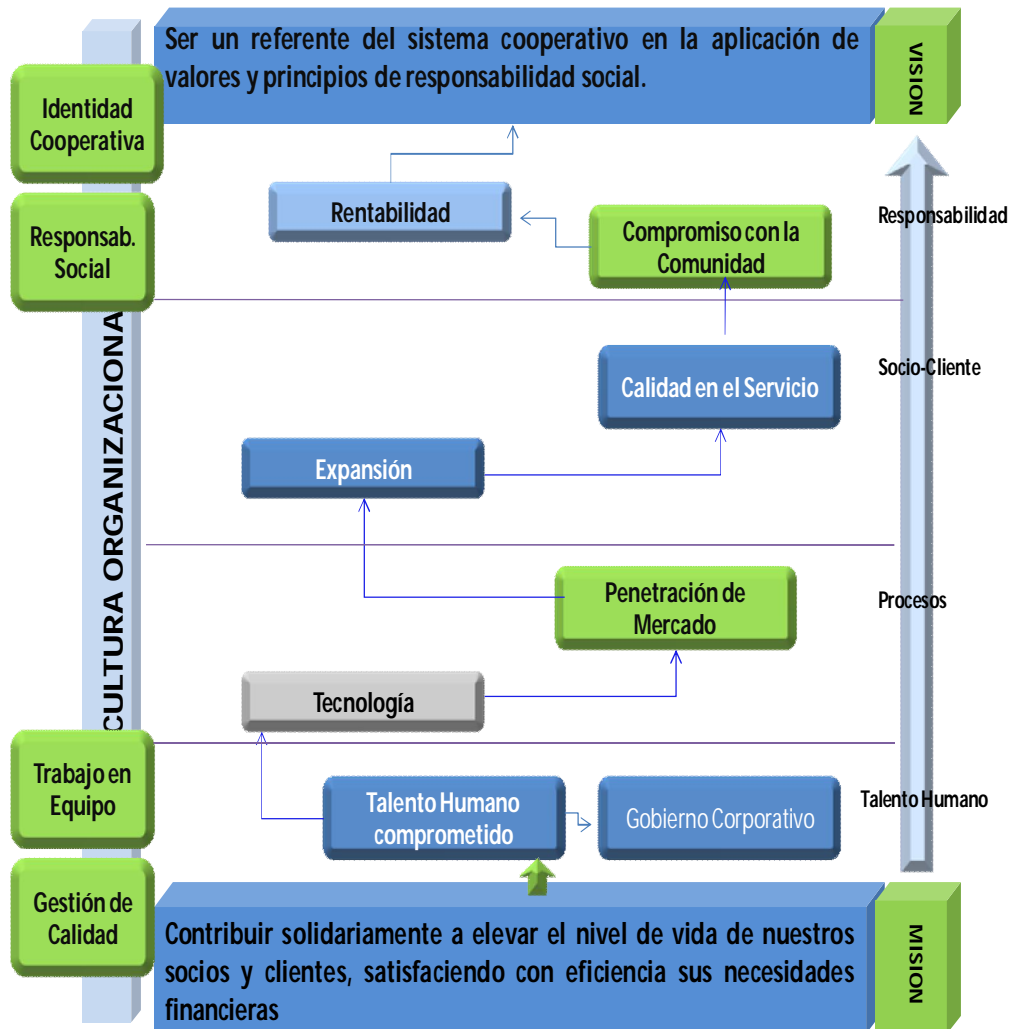 Ser un referente del sistema cooperativo en la aplicación de
valores y principios de responsabilidad social.
VISION
Identidad
Cooperativa
Responsab.
Social
Rentabilidad
Compromiso con la
Comunidad
Responsabilidad
Calidad en el Servicio
Socio-Cliente
Expansión
CULTURA ORGANIZACIONA
Penetración de
Mercado
Procesos
Tecnología
Trabajo en
Equipo
Talento Humano
comprometido
Gobierno Corporativo
Talento Humano
Gestión de
Calidad
Contribuir solidariamente a elevar el nivel de vida de nuestros
socios y clientes, satisfaciendo con eficiencia sus necesidades
financieras
MISION